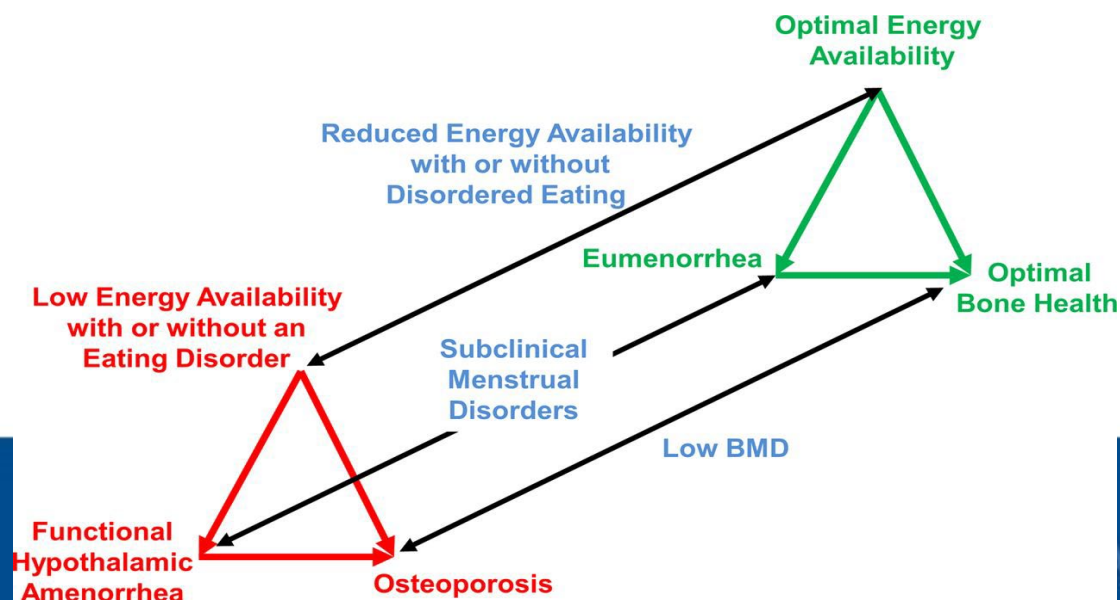 Optimal Energy
Availability
Reduced Energy Availability
with or without
Disordered Eating
Eumenorrhea
Optimal
Bone Health
Low Energy Availability
with or without an
Eating Disorder
Subclinical
Menstrual
Disorders
Low BMD
Functional
Hypothalamic
Amenorrhea
Osteoporosis